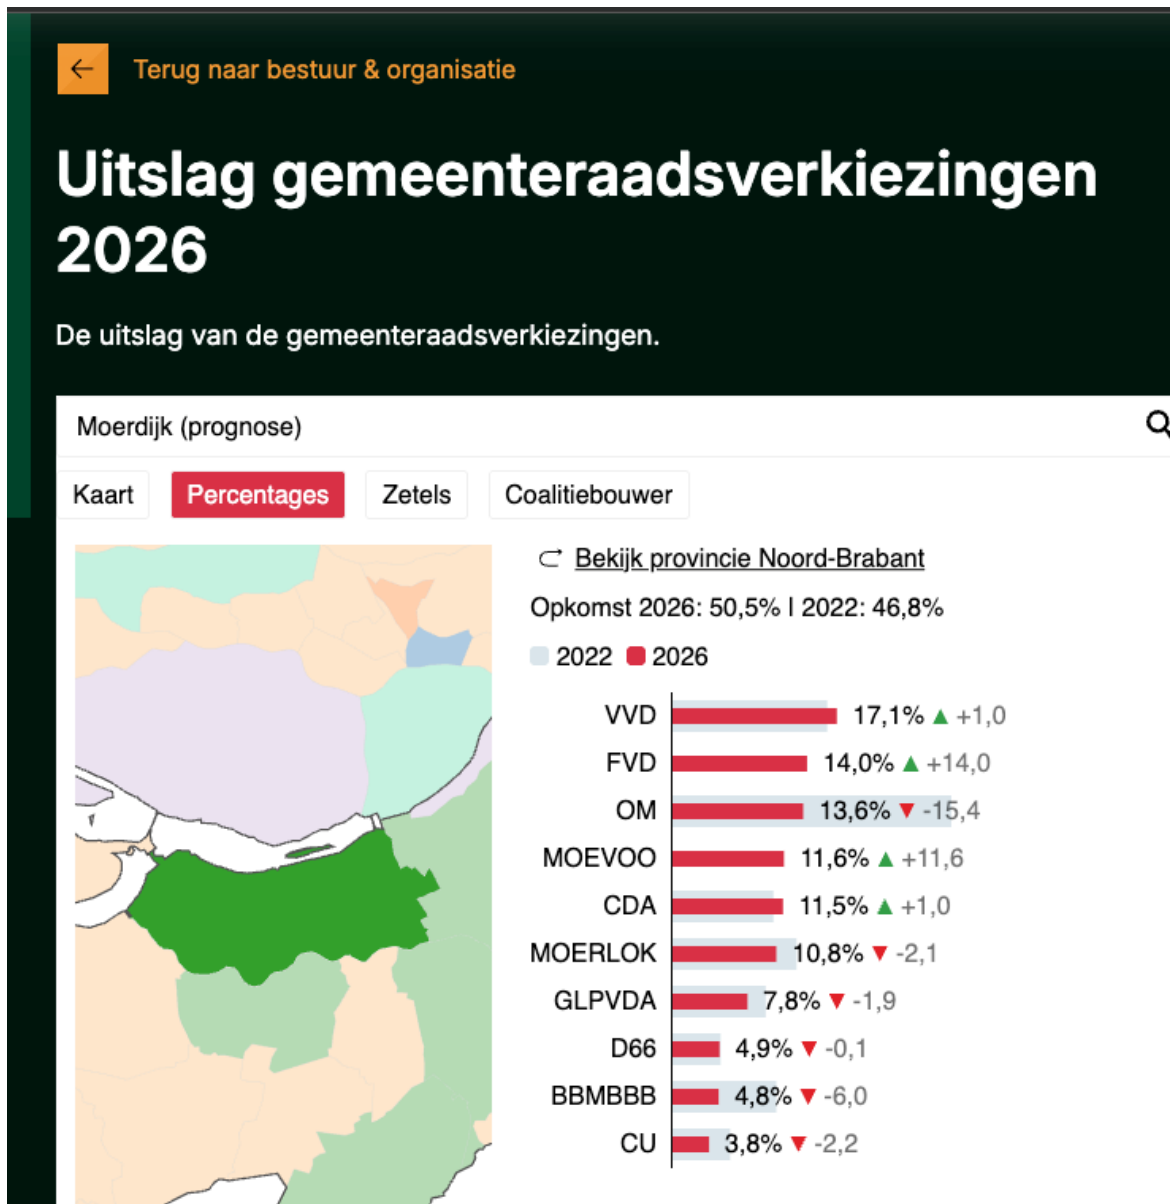 Terug naar bestuur & organisatie
Uitslag gemeenteraadsverkiezingen
2026
De uitslag van de gemeenteraadsverkiezingen.
Moerdijk (prognose)
Kaart Percentages Zetels Coalitiebouwer
Bekijk provincie Noord-Brabant
Opkomst 2026: 50,5% | 2022: 46,8%
2022 2026
VVD 17,1% ▲ +1,0
FVD 14,0% ▲ +14,0
OM 13,6% ▼ -15,4
MOEVOO 11,6% ▲ +11,6
CDA 11,5% ▲ +1,0
MOERLOK 10,8% ▼ -2,1
GLPVDA 7,8% ▼ -1,9
D66 4,9% ▼ -0,1
BBMBBB 4,8% ▼ -6,0
CU 3,8% ▼ -2,2